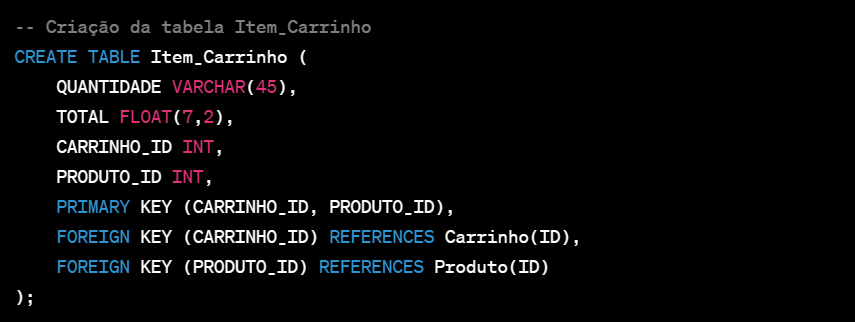 -- Criação da tabela Item_Carrinho
CREATE TABLE Item_Carrinho (
    QUANTIDADE VARCHAR(45),
    TOTAL FLOAT(7,2),
    CARRINHO_ID INT,
    PRODUTO_ID INT,
    PRIMARY KEY (CARRINHO_ID, PRODUTO_ID),
    FOREIGN KEY (CARRINHO_ID) REFERENCES Carrinho(ID),
    FOREIGN KEY (PRODUTO_ID) REFERENCES Produto(ID)
);